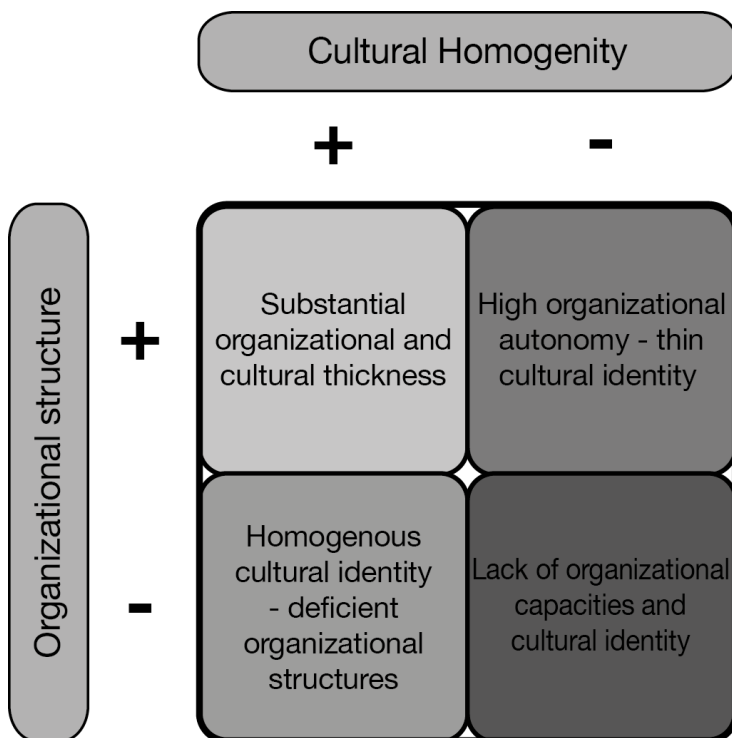 Cultural Homogenity
+
-
Organizational structure
+
-
Substantial
organizational and
cultural thickness
High organizational
autonomy - thin
cultural identity
Homogenous
cultural identity
- deficient
organizational
structures
Lack of organizational
capacities and
cultural identity